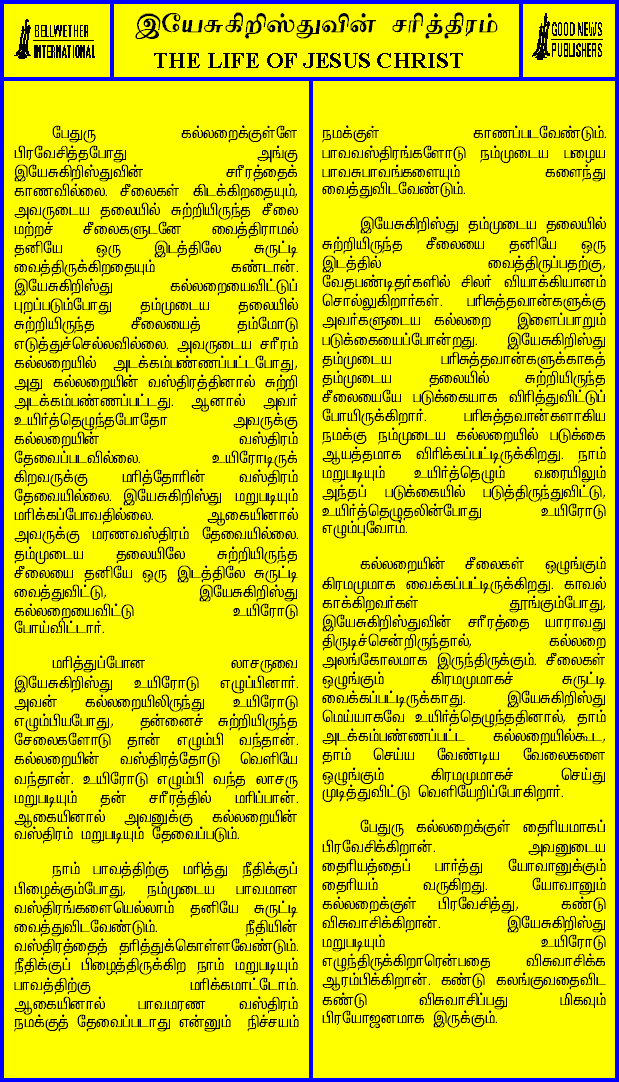 BELLWETHER
INTERNATIONAL
இயேசுகிறிஸ்துவின் சரித்திரம்
THE LIFE OF JESUS CHRIST
GOOD NEWS
PUBLISHERS
பேதுரு கல்லறைக்குள்ளே
பிரவேசித்தபோது அங்கு
இயேசுகிறிஸ்துவின் சரீரத்தைக்
காணவில்லை. சீலைகள் கிடக்கிறதையும்,
அவருடைய தலையில் சுற்றியிருந்த சீலை
மற்றச் சீலைகளுடனே வைத்திராமல்
தனியே ஒரு இடத்திலே சுருட்டி
வைத்திருக்கிறதையும் கண்டான்.
இயேசுகிறிஸ்து கல்லறையைவிட்டுப்
புறப்படும்போது தம்முடைய தலையில்
சுற்றியிருந்த சீலையைத் தம்மோடு
எடுத்துச்செல்லவில்லை. அவருடைய சரீரம்
கல்லறையில் அடக்கம்பண்ணப்பட்டபோது,
அது கல்லறையின் வஸ்திரத்தினால் சுற்றி
அடக்கம்பண்ணப்பட்டது. ஆனால் அவர்
உயிர்த்தெழுந்தபோதோ அவருக்கு
கல்லறையின் வஸ்திரம்
தேவைப்படவில்லை. உயிரோடிருக்
கிறவருக்கு மரித்தோரின் வஸ்திரம்
தேவையில்லை. இயேசுகிறிஸ்து மறுபடியும்
மரிக்கப்போவதில்லை. ஆகையினால்
அவருக்கு மரணவஸ்திரம் தேவையில்லை.
தம்முடைய தலையிலே சுற்றியிருந்த
சீலையை தனியே ஒரு இடத்திலே சுருட்டி
வைத்துவிட்டு, இயேசுகிறிஸ்து
கல்லறையைவிட்டு உயிரோடு
போய்விட்டார்.
மரித்துப்போன லாசருவை
இயேசுகிறிஸ்து உயிரோடு எழுப்பினார்.
அவன் கல்லறையிலிருந்து உயிரோடு
எழும்பியபோது, தன்னைச் சுற்றியிருந்த
சேலைகளோடு தான் எழும்பி வந்தான்.
கல்லறையின் வஸ்திரத்தோடு வெளியே
வந்தான். உயிரோடு எழும்பி வந்த லாசரு
மறுபடியும் தன் சரீரத்தில் மரிப்பான்.
ஆகையினால் அவனுக்கு கல்லறையின்
வஸ்திரம் மறுபடியும் தேவைப்படும்.
நாம் பாவத்திற்கு மரித்து நீதிக்குப்
பிழைக்கும்போது, நம்முடைய பாவமான
வஸ்திரங்களையெல்லாம் தனியே சுருட்டி
வைத்துவிடவேண்டும். நீதியின்
வஸ்திரத்தைத் தரித்துக்கொள்ளவேண்டும்.
நீதிக்குப் பிழைத்திருக்கிற நாம் மறுபடியும்
பாவத்திற்கு மரிக்கமாட்டோம்.
ஆகையினால் பாவமரண வஸ்திரம்
நமக்குத் தேவைப்படாது என்னும் நிச்சயம்
நமக்குள் காணப்படவேண்டும்.
பாவவஸ்திரங்களோடு நம்முடைய பழைய
பாவசுபாவங்களையும் களைந்து
வைத்துவிடவேண்டும்.
இயேசுகிறிஸ்து தம்முடைய தலையில்
சுற்றியிருந்த சீலையை தனியே ஒரு
இடத்தில் வைத்திருப்பதற்கு,
வேதபண்டிதர்களில் சிலர் வியாக்கியானம்
சொல்லுகிறார்கள். பரிசுத்தவான்களுக்கு
அவர்களுடைய கல்லறை இளைப்பாறும்
படுக்கையைப்போன்றது. இயேசுகிறிஸ்து
தம்முடைய பரிசுத்தவான்களுக்காகத்
தம்முடைய தலையில் சுற்றியிருந்த
சீலையையே படுக்கையாக விரித்துவிட்டுப்
போயிருக்கிறார். பரிசுத்தவான்களாகிய
நமக்கு நம்முடைய கல்லறையில் படுக்கை
ஆயத்தமாக விரிக்கப்பட்டிருக்கிறது. நாம்
மறுபடியும் உயிர்த்தெழும் வரையிலும்
அந்தப் படுக்கையில் படுத்திருந்துவிட்டு,
உயிர்த்தெழுதலின்போது உயிரோடு
எழும்புவோம்.
கல்லறையின் சீலைகள் ஒழுங்கும்
கிரமமுமாக வைக்கப்பட்டிருக்கிறது. காவல்
காக்கிறவர்கள் தூங்கும்போது,
இயேசுகிறிஸ்துவின் சரீரத்தை யாராவது
திருடிச்சென்றிருந்தால், கல்லறை
அலங்கோலமாக இருந்திருக்கும். சீலைகள்
ஒழுங்கும் கிரமமுமாகச் சுருட்டி
வைக்கப்பட்டிருக்காது. இயேசுகிறிஸ்து
மெய்யாகவே உயிர்த்தெழுந்ததினால், தாம்
அடக்கம்பண்ணப்பட்ட கல்லறையில்கூட,
தாம் செய்ய வேண்டிய வேலைகளை
ஒழுங்கும் கிரமமுமாகச் செய்து
முடித்துவிட்டு வெளியேறிப்போகிறார்.
பேதுரு கல்லறைக்குள் தைரியமாகப்
பிரவேசிக்கிறான். அவனுடைய
தைரியத்தைப் பார்த்து யோவானுக்கும்
தைரியம் வருகிறது. யோவானும்
கல்லறைக்குள் பிரவேசித்து, கண்டு
விசுவாசிக்கிறான். இயேசுகிறிஸ்து
மறுபடியும் உயிரோடு
எழுந்திருக்கிறாரென்பதை விசுவாசிக்க
ஆரம்பிக்கிறான். கண்டு கலங்குவதைவிட
கண்டு விசுவாசிப்பது மிகவும்
பிரயோஜனமாக இருக்கும்.